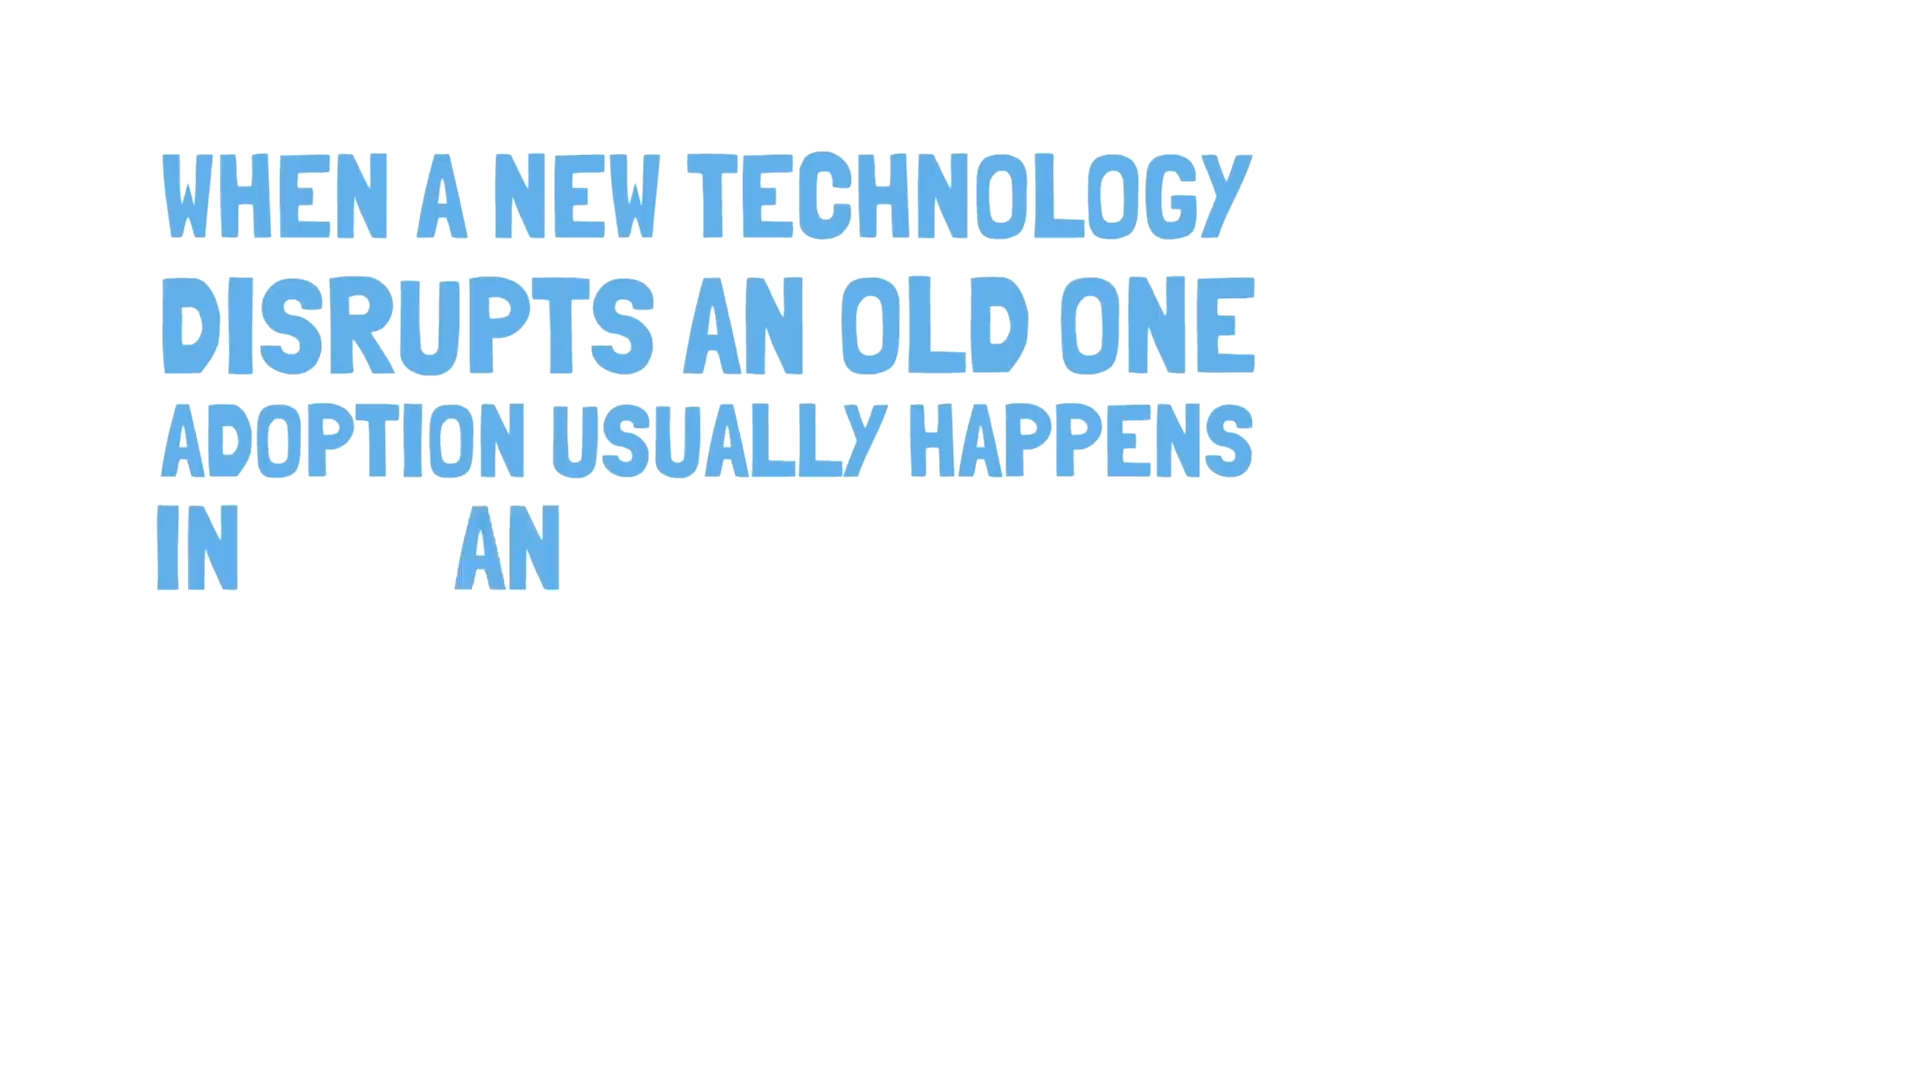 WHEN A NEW TECHNOLOGY
DISRUPTS AN OLD ONE
ADOPTION USUALLY HAPPENS
IN AN